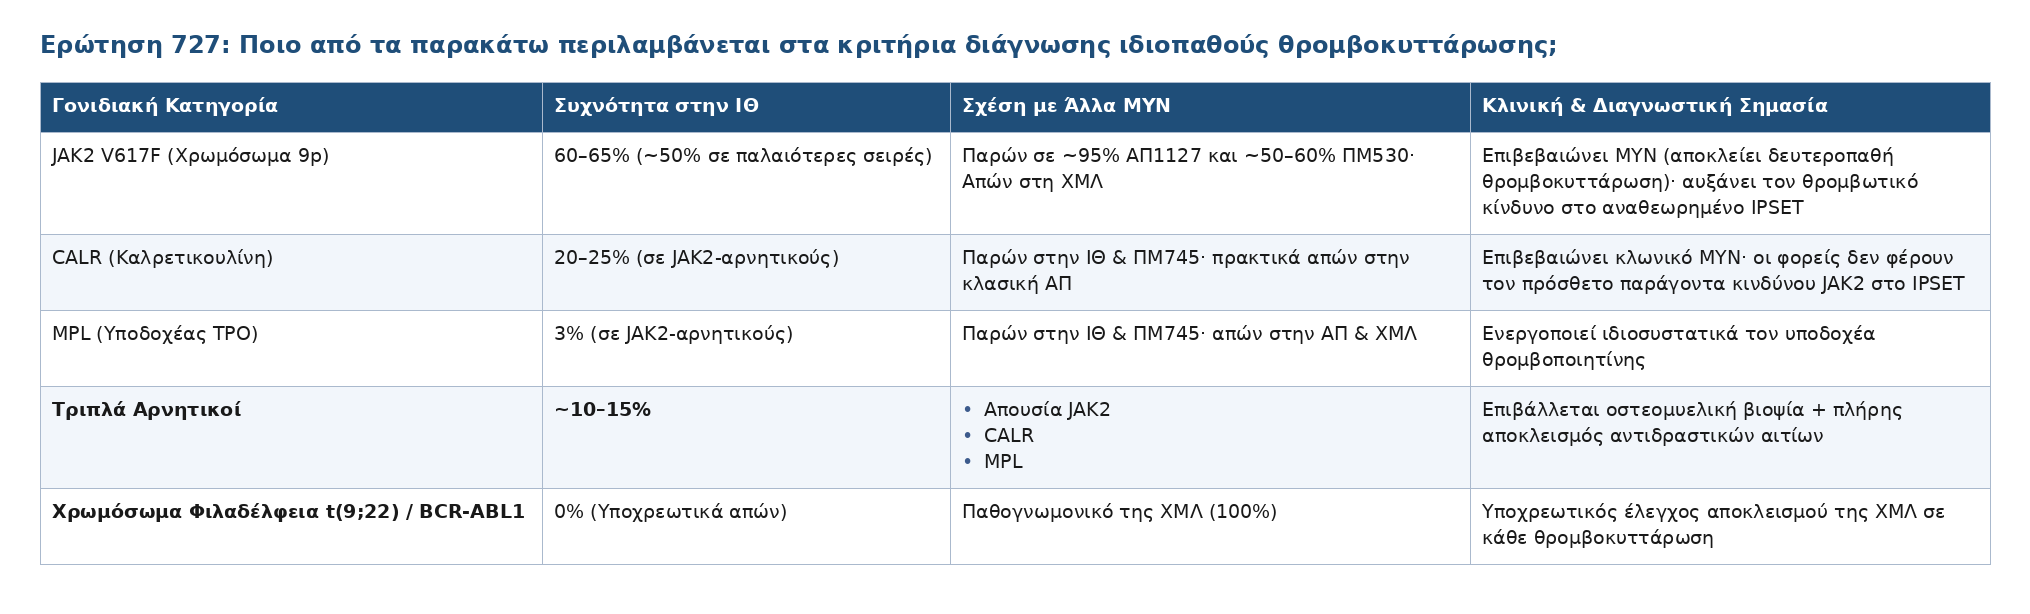 Ερώτηση 727: Ποιο από τα παρακάτω περιλαμβάνεται στα κριτήρια διάγνωσης ιδιοπαθούς θρομβοκυττάρωσης;
Γονιδιακή Κατηγορία
Συχνότητα στην ΙΘ
Σχέση με Άλλα ΜΥΝ
Κλινική & Διαγνωστική Σημασία
JAK2 V617F (Χρωμόσωμα 9p)
60–65% (~50% σε παλαιότερες σειρές)
Παρών σε ~95% ΑΠ1127 και ~50–60% ΠΜ530·
Απών στη ΧΜΛ
Επιβεβαιώνει ΜΥΝ (αποκλείει δευτεροπαθή
θρομβοκυττάρωση)· αυξάνει τον θρομβωτικό
κίνδυνο στο αναθεωρημένο IPSET
CALR (Καλρετικουλίνη)
20–25% (σε JAK2-αρνητικούς)
Παρών στην ΙΘ & ΠΜ745· πρακτικά απών στην
κλασική ΑΠ
Επιβεβαιώνει κλωνικό ΜΥΝ· οι φορείς δεν φέρουν
τον πρόσθετο παράγοντα κινδύνου JAK2 στο IPSET
MPL (Υποδοχέας TPO)
3% (σε JAK2-αρνητικούς)
Παρών στην ΙΘ & ΠΜ745· απών στην ΑΠ & ΧΜΛ
Ενεργοποιεί ιδιοσυστατικά τον υποδοχέα
θρομβοποιητίνης
Τριπλά Αρνητικοί
~10–15%
• Απουσία JAK2
• CALR
• MPL
Επιβάλλεται οστεομυελική βιοψία + πλήρης
αποκλεισμός αντιδραστικών αιτίων
Χρωμόσωμα Φιλαδέλφεια t(9;22) / BCR-ABL1
0% (Υποχρεωτικά απών)
Παθογνωμονικό της ΧΜΛ (100%)
Υποχρεωτικός έλεγχος αποκλεισμού της ΧΜΛ σε
κάθε θρομβοκυττάρωση